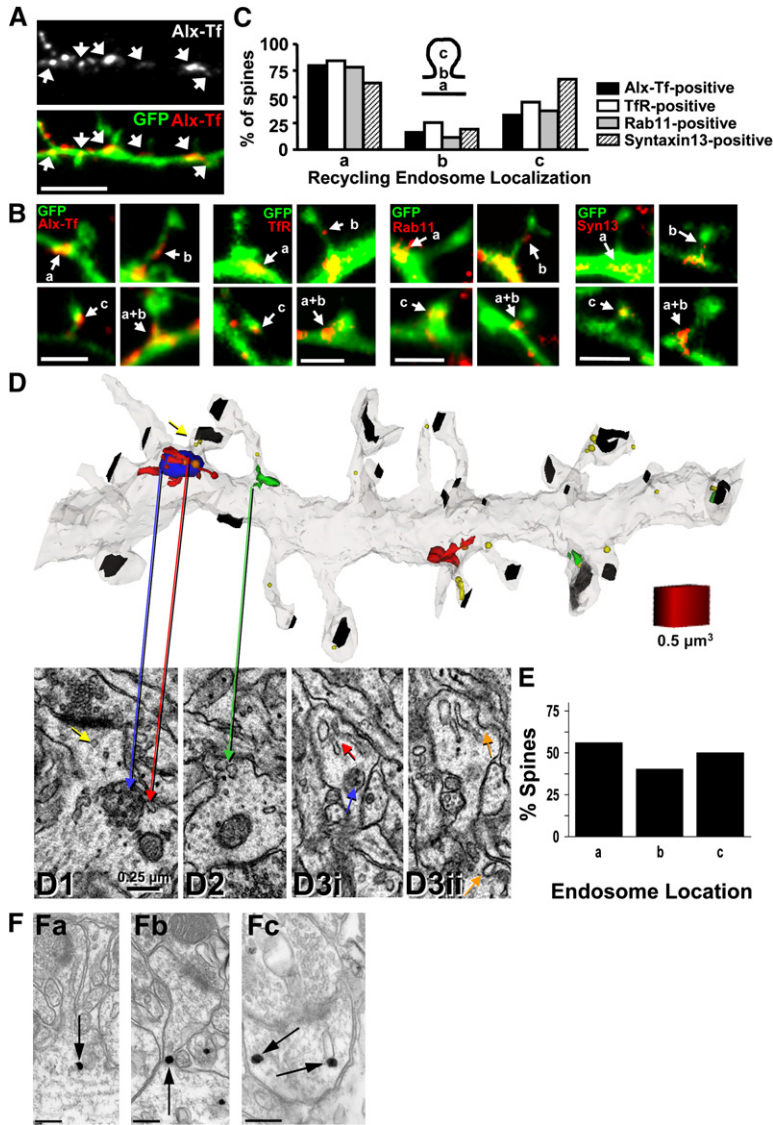 A
Alx-Tf
GFP Alx-Tf
C
% of spines
75
50
25
0
c
b
a
a b c
Recycling Endosome Localization
Alx-Tf-positive
TfR-positive
Rab11-positive
Syntaxin13-positive
B
GFP
Alx-Tf
a
b
GFP
TfR
a
b
GFP
Rab11
a
b
GFP
Syn13
a
b
c
a+b
c
a+b
c
a+b
c
a+b
D
0.5 µm³
D1
0.25 µm
D2
D3i
D3ii
E
% Spines
75
50
25
0
a b c
Endosome Location
F
Fa
Fb
Fc